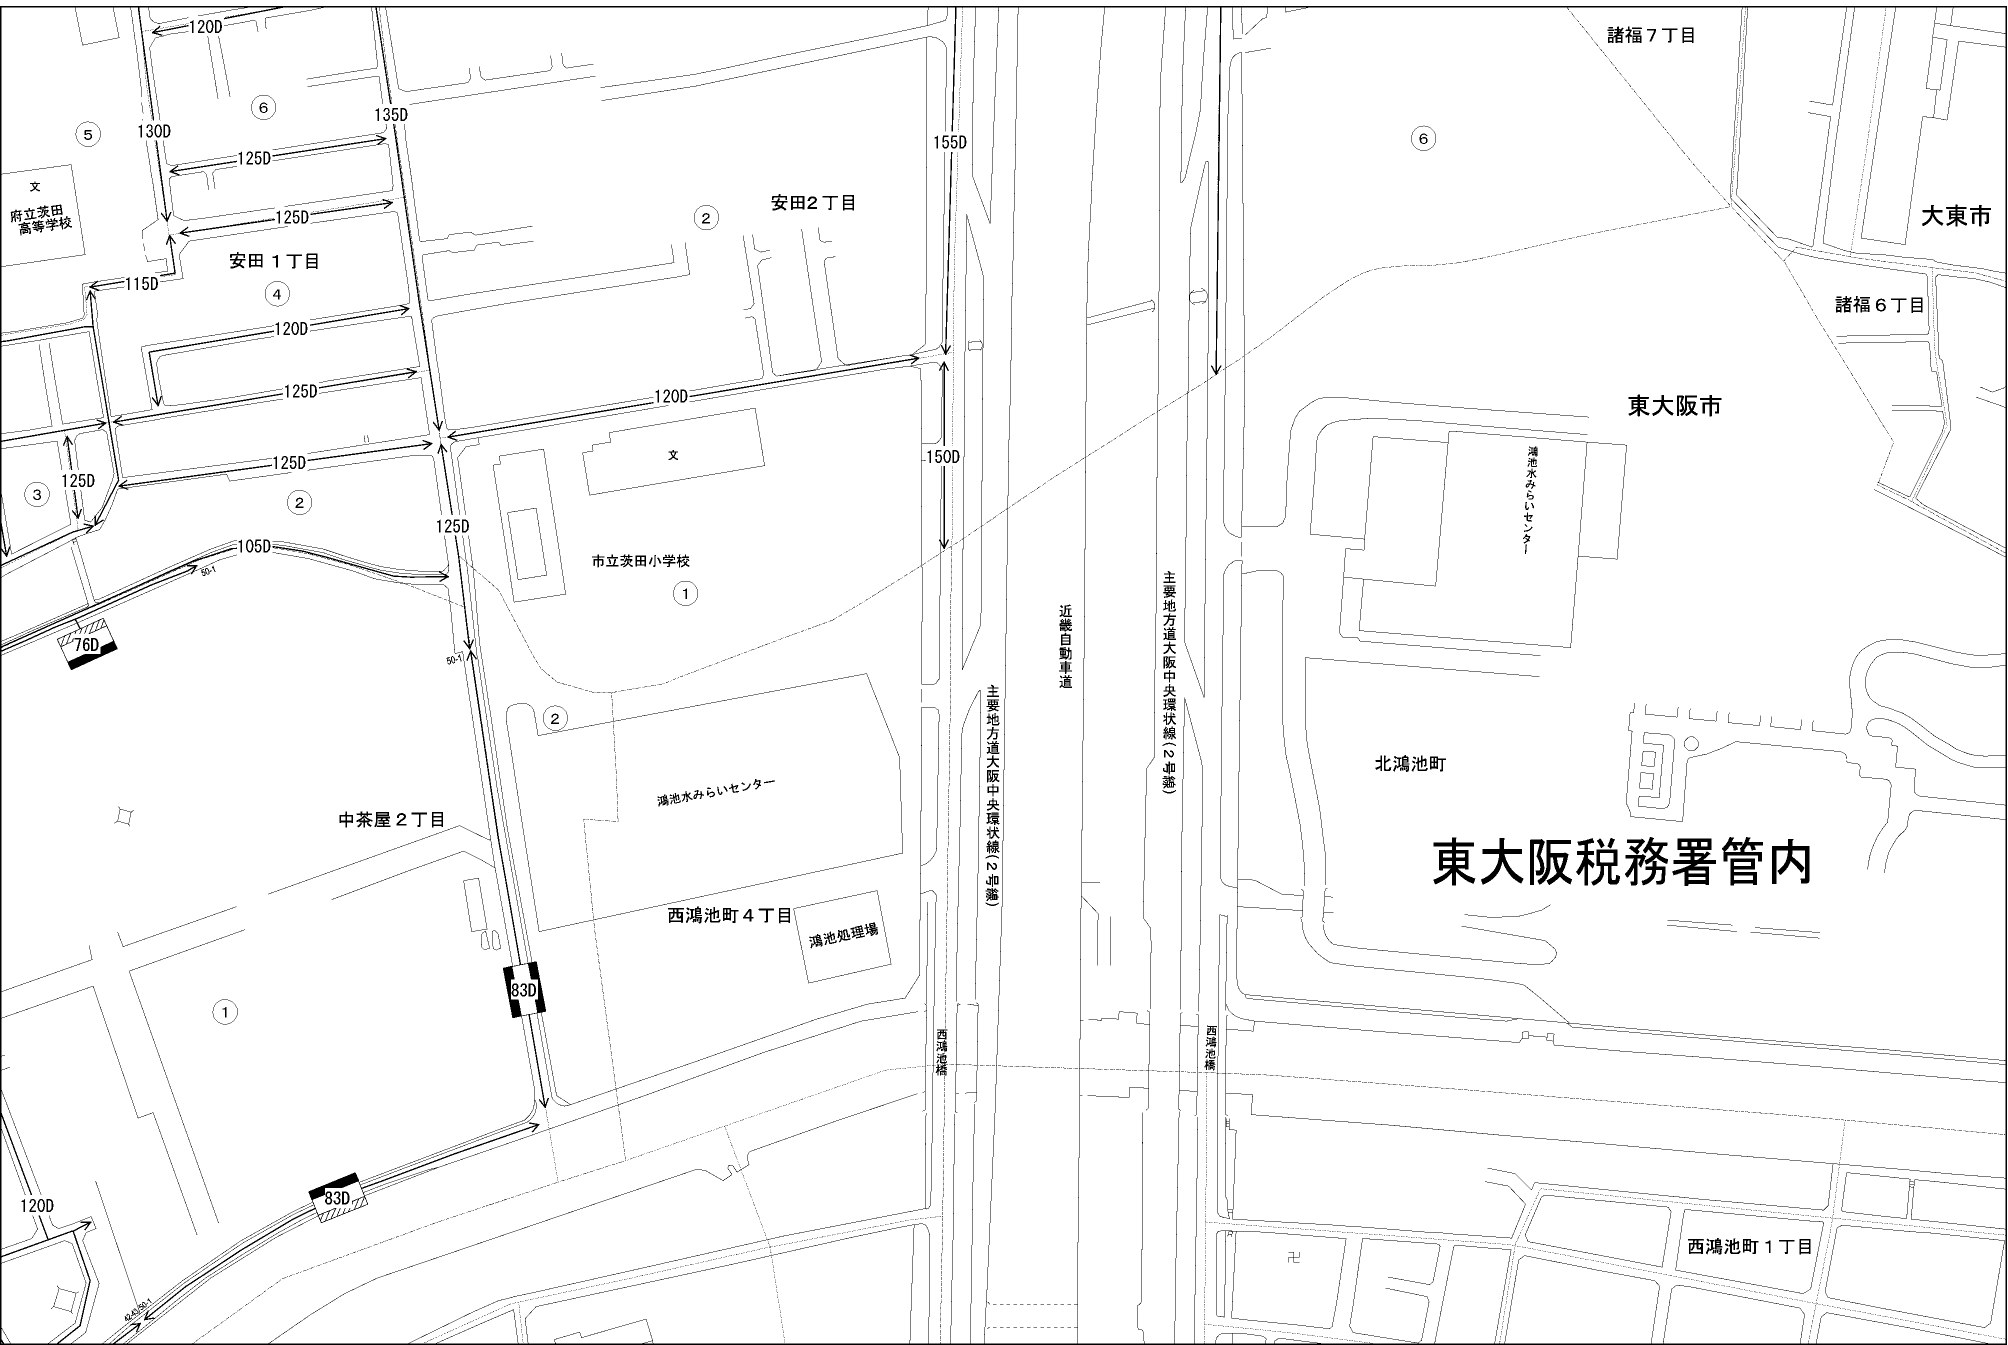 120D
諸福７丁目
⑥
135D
⑤
130D
155D
⑥
125D
文
府立茨田
高等学校
125D
②
安田２丁目
大東市
安田１丁目
115D
④
諸福６丁目
120D
125D
120D
東大阪市
文
鴻池水みらいセンター
125D
150D
125D
③
②
125D
105D
50-1
市立茨田小学校
①
主要地方道大阪中央環状線(２号線)
近畿自動車道
76D
50-1
主要地方道大阪中央環状線(２号線)
②
北鴻池町
鴻池水みらいセンター
中茶屋２丁目
東大阪税務署管内
西鴻池町４丁目
鴻池処理場
83D
①
西鴻池橋
西鴻池橋
83D
120D
西鴻池町１丁目
42-43/50-1